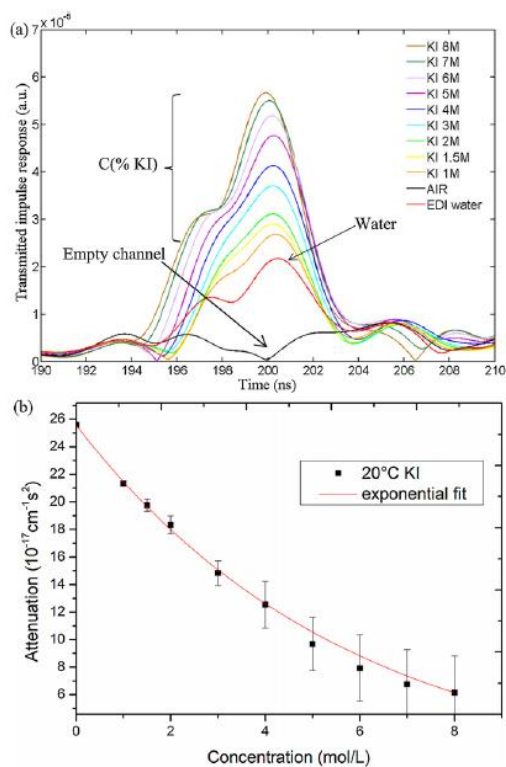 (a)
7×10⁻⁶
6
5
4
3
2
1
0
Transmitted impulse response (a.u.)
C(% KI)
Empty channel
Water
KI 8M
KI 7M
KI 6M
KI 5M
KI 4M
KI 3M
KI 2M
KI 1.5M
KI 1M
AIR
EDI water
190 192 194 196 198 200 202 204 206 208 210
Time (ns)
(b)
26
24
22
20
18
16
14
12
10
8
6
Attenuation (10⁻¹⁷cm⁻¹s²)
20°C KI
exponential fit
0 2 4 6 8
Concentration (mol/L)